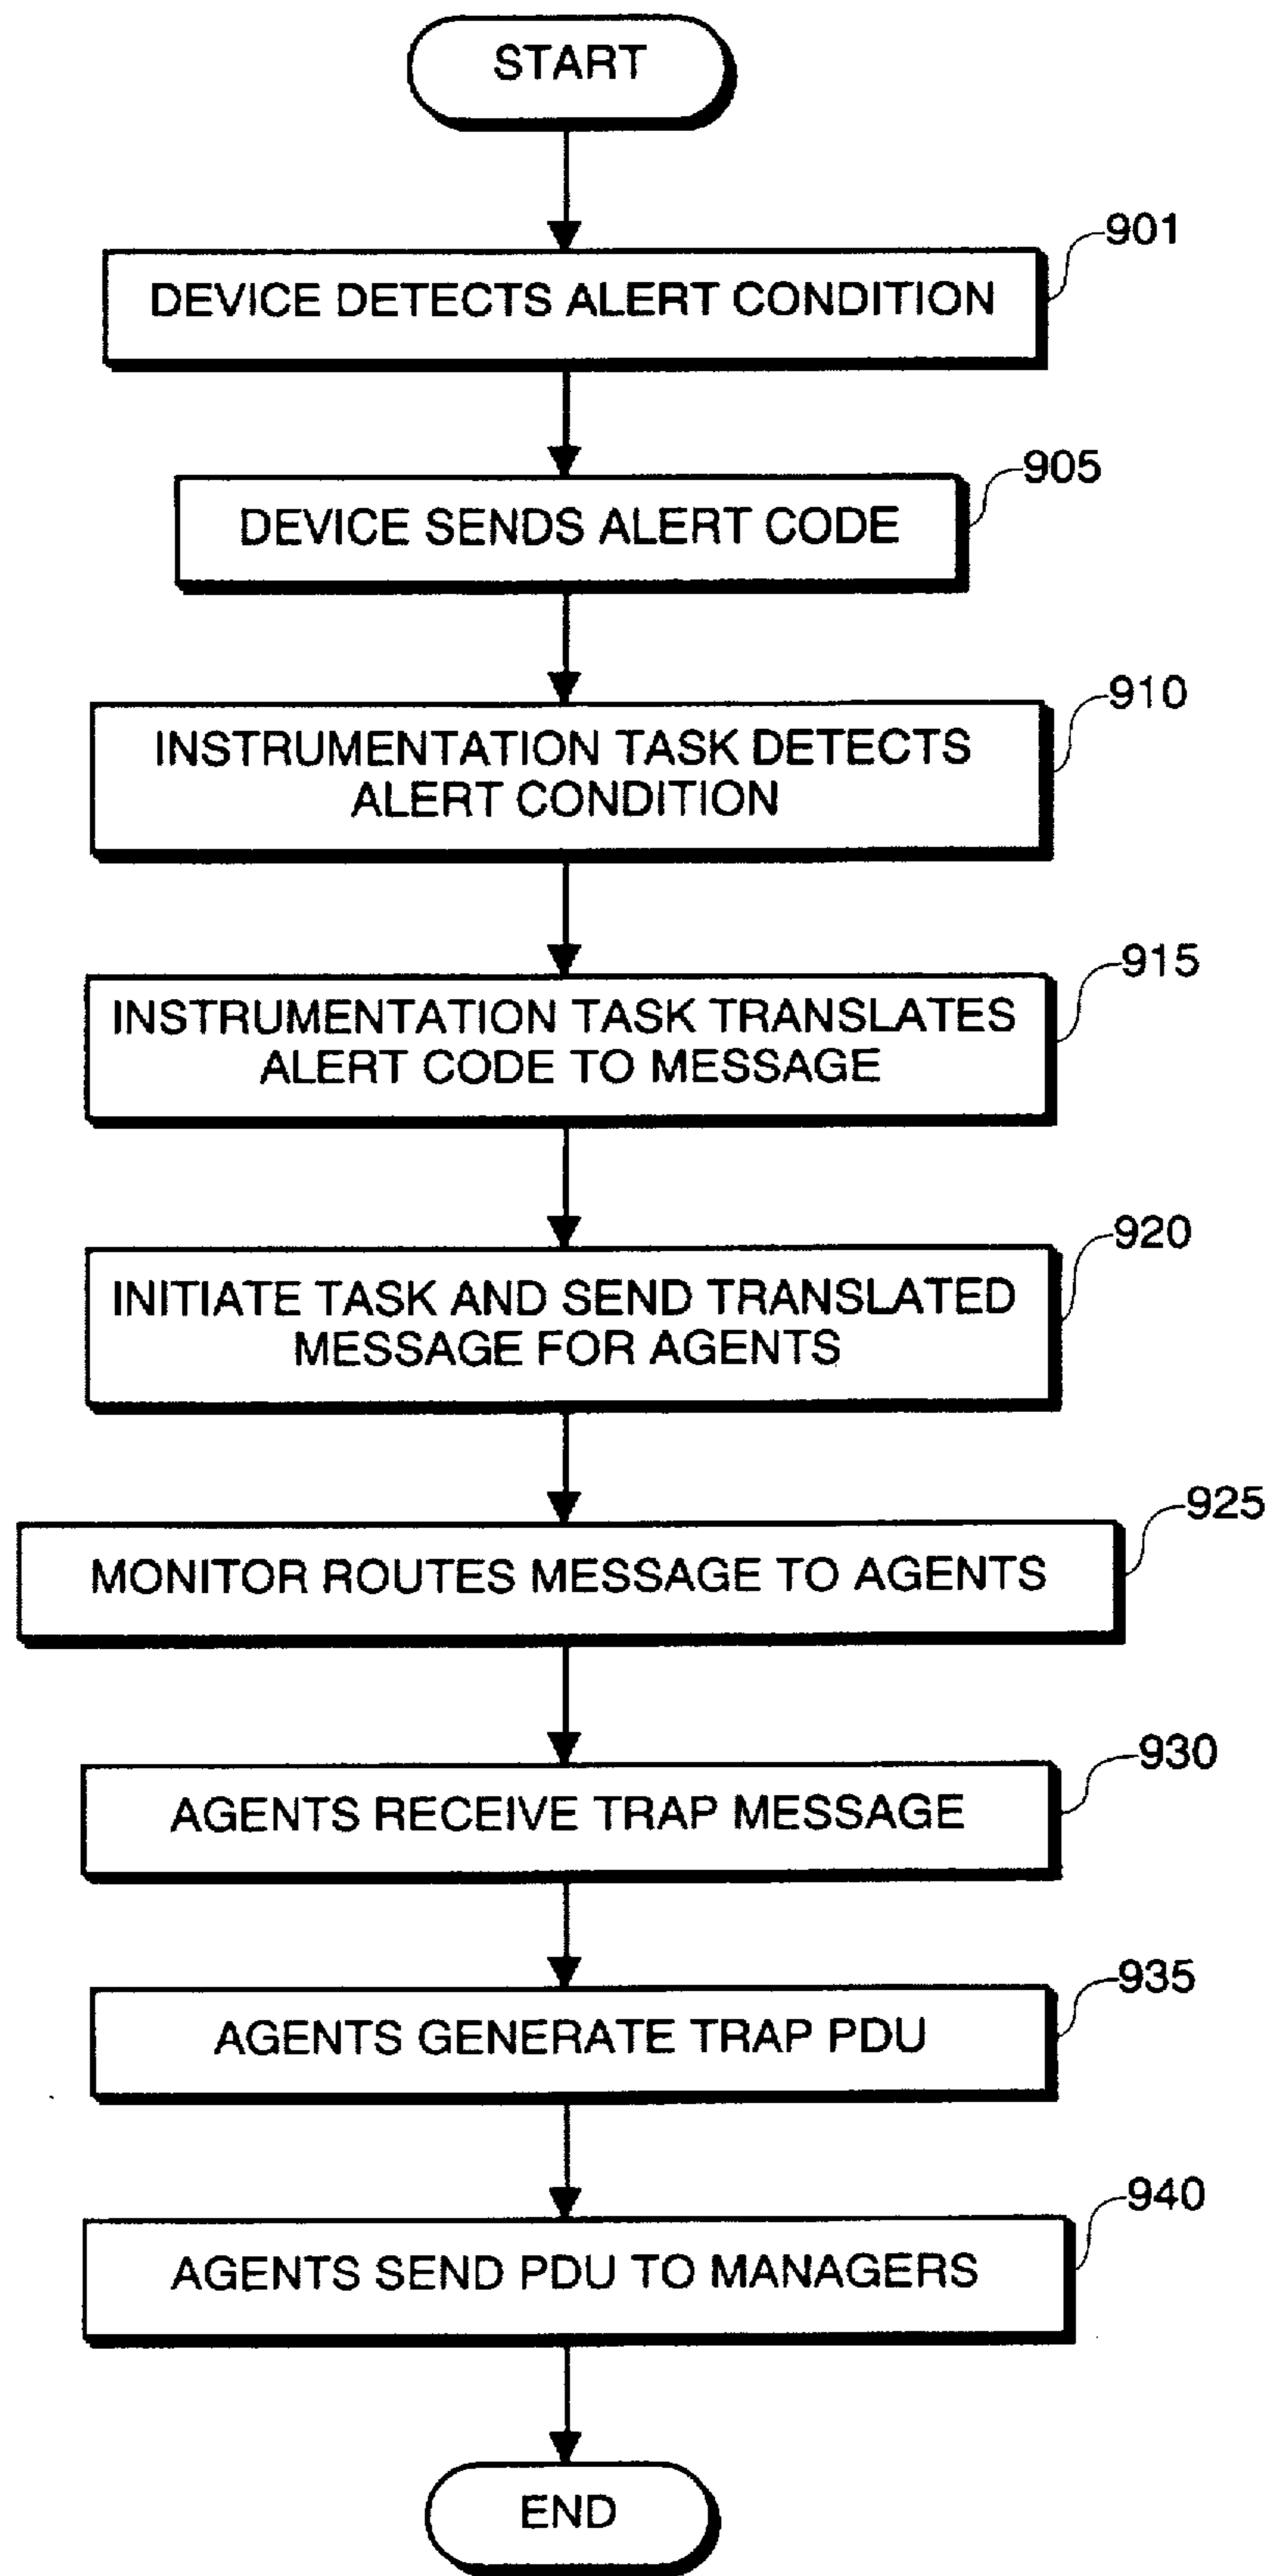 START
901
DEVICE DETECTS ALERT CONDITION
905
DEVICE SENDS ALERT CODE
910
INSTRUMENTATION TASK DETECTS
ALERT CONDITION
915
INSTRUMENTATION TASK TRANSLATES
ALERT CODE TO MESSAGE
920
INITIATE TASK AND SEND TRANSLATED
MESSAGE FOR AGENTS
925
MONITOR ROUTES MESSAGE TO AGENTS
930
AGENTS RECEIVE TRAP MESSAGE
935
AGENTS GENERATE TRAP PDU
940
AGENTS SEND PDU TO MANAGERS
END